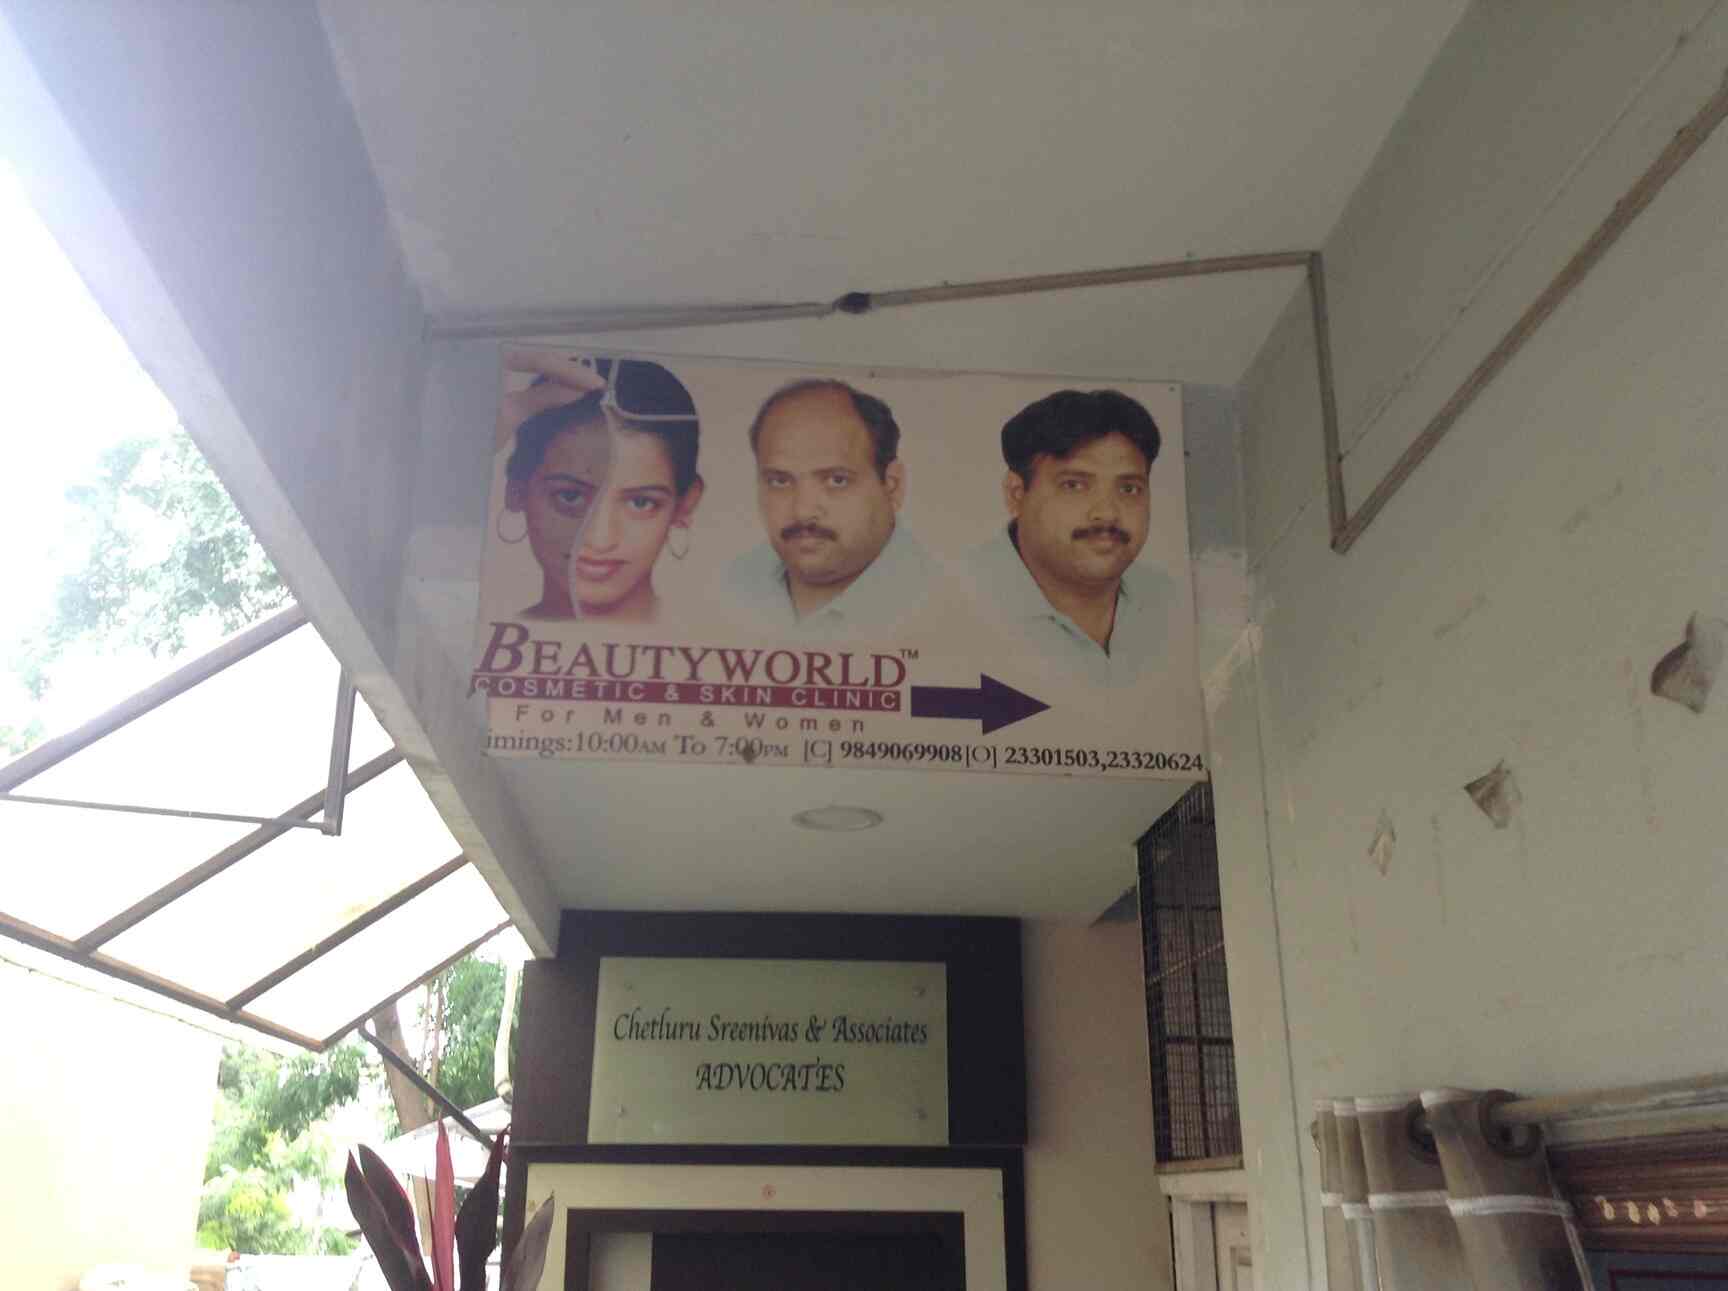 BEAUTYWORLD™
COSMETIC & SKIN CLINIC
For Men & Women
imings:10:00AM To 7:00PM [C] 9849069908[O] 23301503,23320624
Chetluru Sreenivas & Associates
ADVOCATES